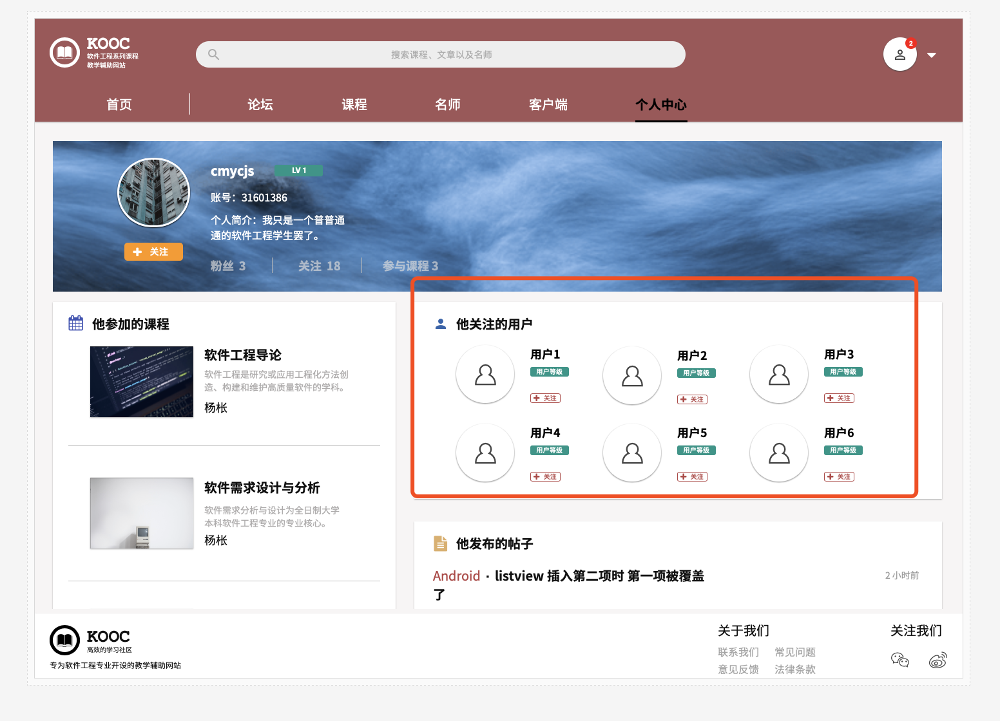 KOOC
软件工程系列课程
教学辅助网站
搜索课程、文章以及名师
2
首页
论坛
课程
名师
客户端
个人中心
cmycjs
LV 1
账号：31601386
个人简介：我只是一个普普通
通的软件工程学生罢了。
关注
粉丝 3
关注 18
参与课程 3
他参加的课程
软件工程导论
软件工程是研究或应用工程化方法创
造、构建和维护高质量软件的学科。
杨枨
软件需求设计与分析
软件需求分析与设计为全日制大学
本科软件工程专业的专业核心。
杨枨
他关注的用户
用户1
用户等级
关注
用户2
用户等级
关注
用户3
用户等级
关注
用户4
用户等级
关注
用户5
用户等级
关注
用户6
用户等级
关注
他发布的帖子
Android · listview 插入第二项时 第一项被覆盖
了
2 小时前
KOOC
高效的学习社区
专为软件工程专业开设的教学辅助网站
关于我们
联系我们 常见问题
意见反馈 法律条款
关注我们